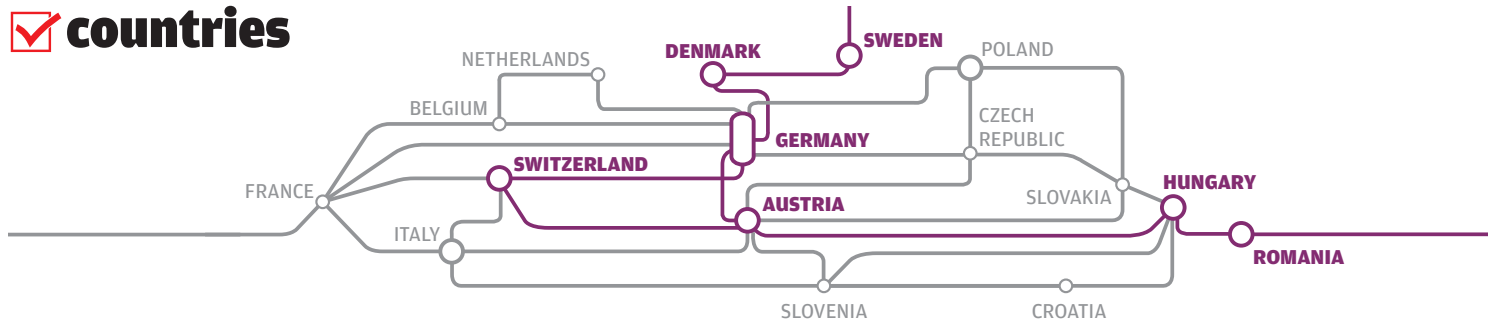 countries
SWEDEN
DENMARK
POLAND
NETHERLANDS
BELGIUM
CZECH
REPUBLIC
GERMANY
SWITZERLAND
FRANCE
HUNGARY
SLOVAKIA
AUSTRIA
ITALY
ROMANIA
SLOVENIA
CROATIA